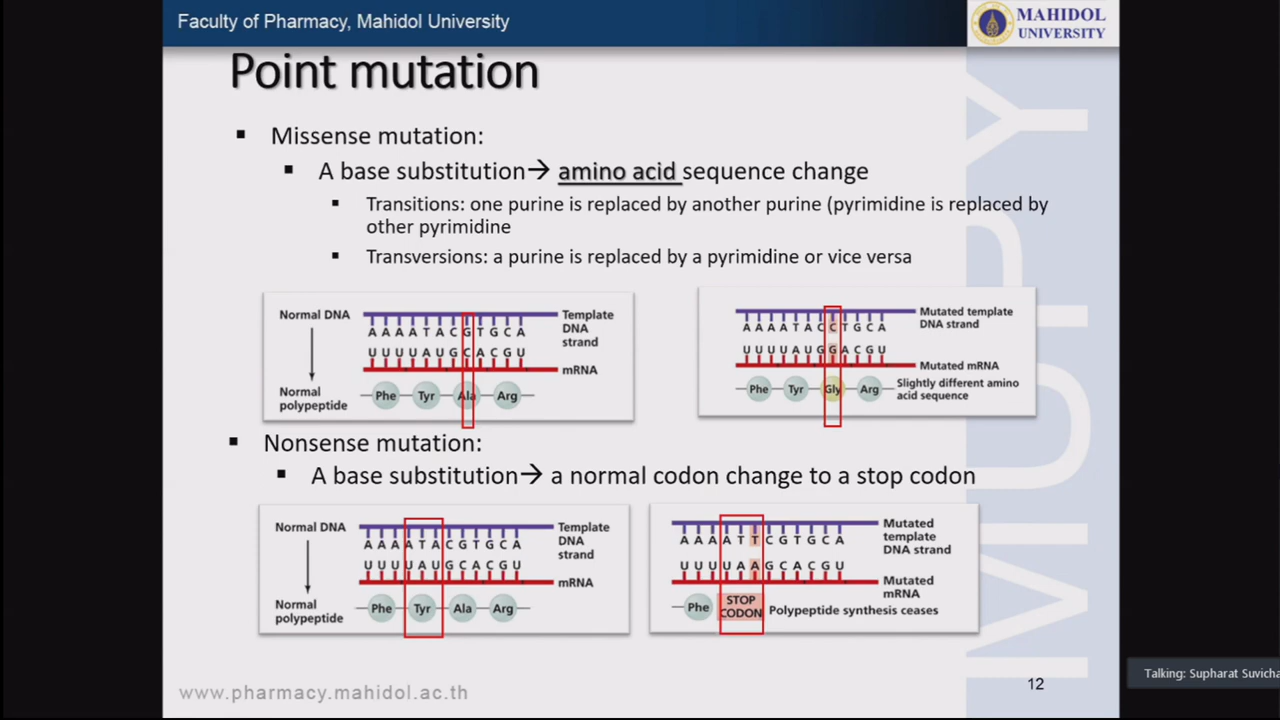 Faculty of Pharmacy, Mahidol University
MAHIDOL
UNIVERSITY
Point mutation
Missense mutation:
A base substitution→ amino acid sequence change
Transitions: one purine is replaced by another purine (pyrimidine is replaced by
other pyrimidine
Transversions: a purine is replaced by a pyrimidine or vice versa
Normal DNA
A A A A T A C G T G C A
Template
DNA
strand
U U U U A U G C A C G U
mRNA
Normal
polypeptide
Phe Tyr Ala Arg
A A A A T A C C T G C A
Mutated template
DNA strand
U U U U A U G G A C G U
Mutated mRNA
Phe Tyr Gly Arg
Slightly different amino
acid sequence
Nonsense mutation:
A base substitution→ a normal codon change to a stop codon
Normal DNA
A A A A T A C G T G C A
Template
DNA
strand
U U U U A U G C A C G U
mRNA
Normal
polypeptide
Phe Tyr Ala Arg
A A A A T T C G T G C A
Mutated
template
DNA strand
U U U U A A G C A C G U
Mutated
mRNA
Phe
STOP
CODON
Polypeptide synthesis ceases
MUPY
www.pharmacy.mahidol.ac.th
12
Talking: Supharat Suvicha